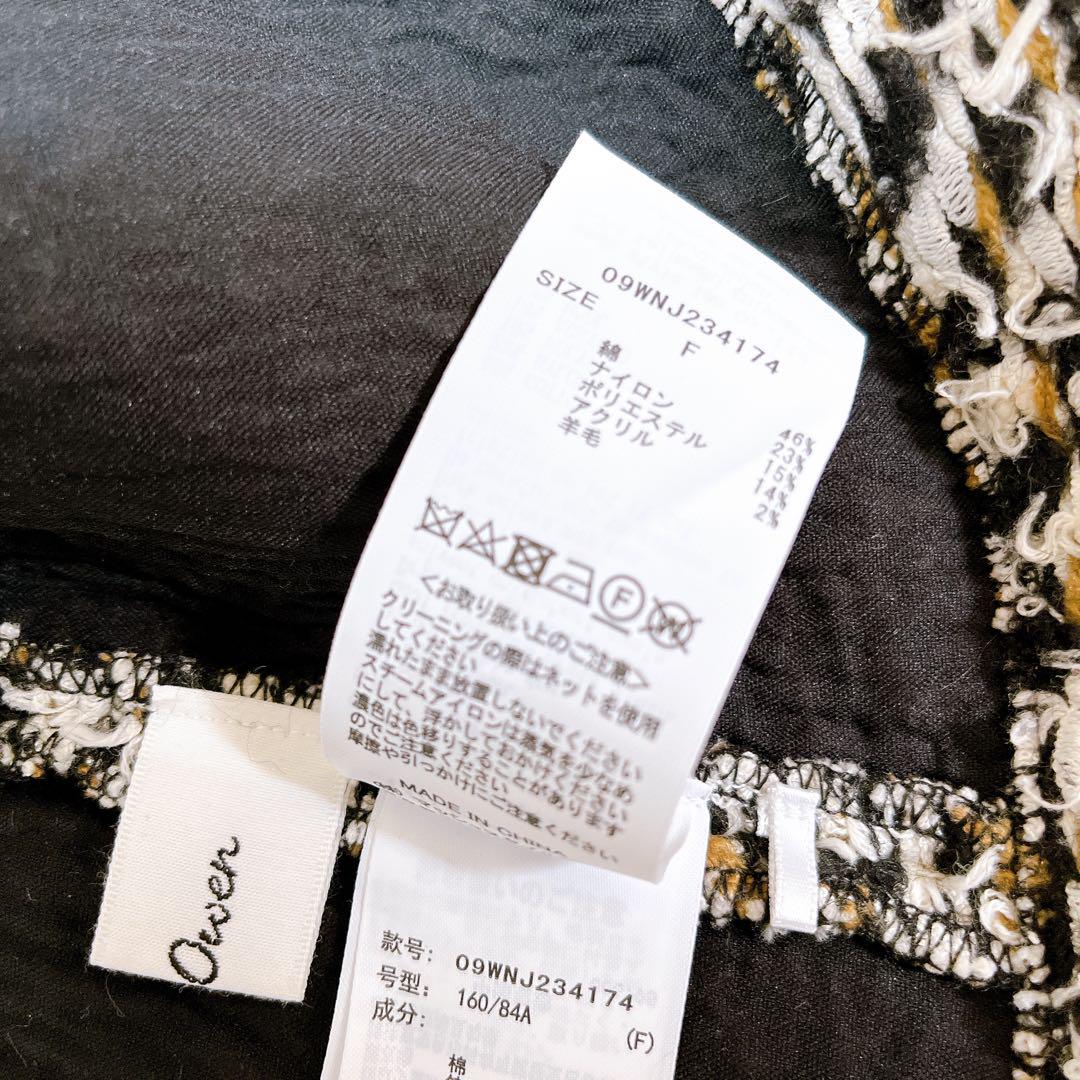 09WNJ234174
SIZE F
綿 46%
ナイロン 23%
ポリエステル 15%
アクリル 14%
羊毛 2%
F
W
<お取り扱い上のご注意>
クリーニングの際はネットを使用
してください
濡れたまま放置しないでください
スチームアイロンは蒸気を少なめ
にして、浮かしておかけください
濃色は色移りすることがあります
のでご注意ください
摩擦や引っかけにご注意ください
MADE IN CHINA
Owen
款号: 09WNJ234174
号型: 160/84A (F)
成分:
棉